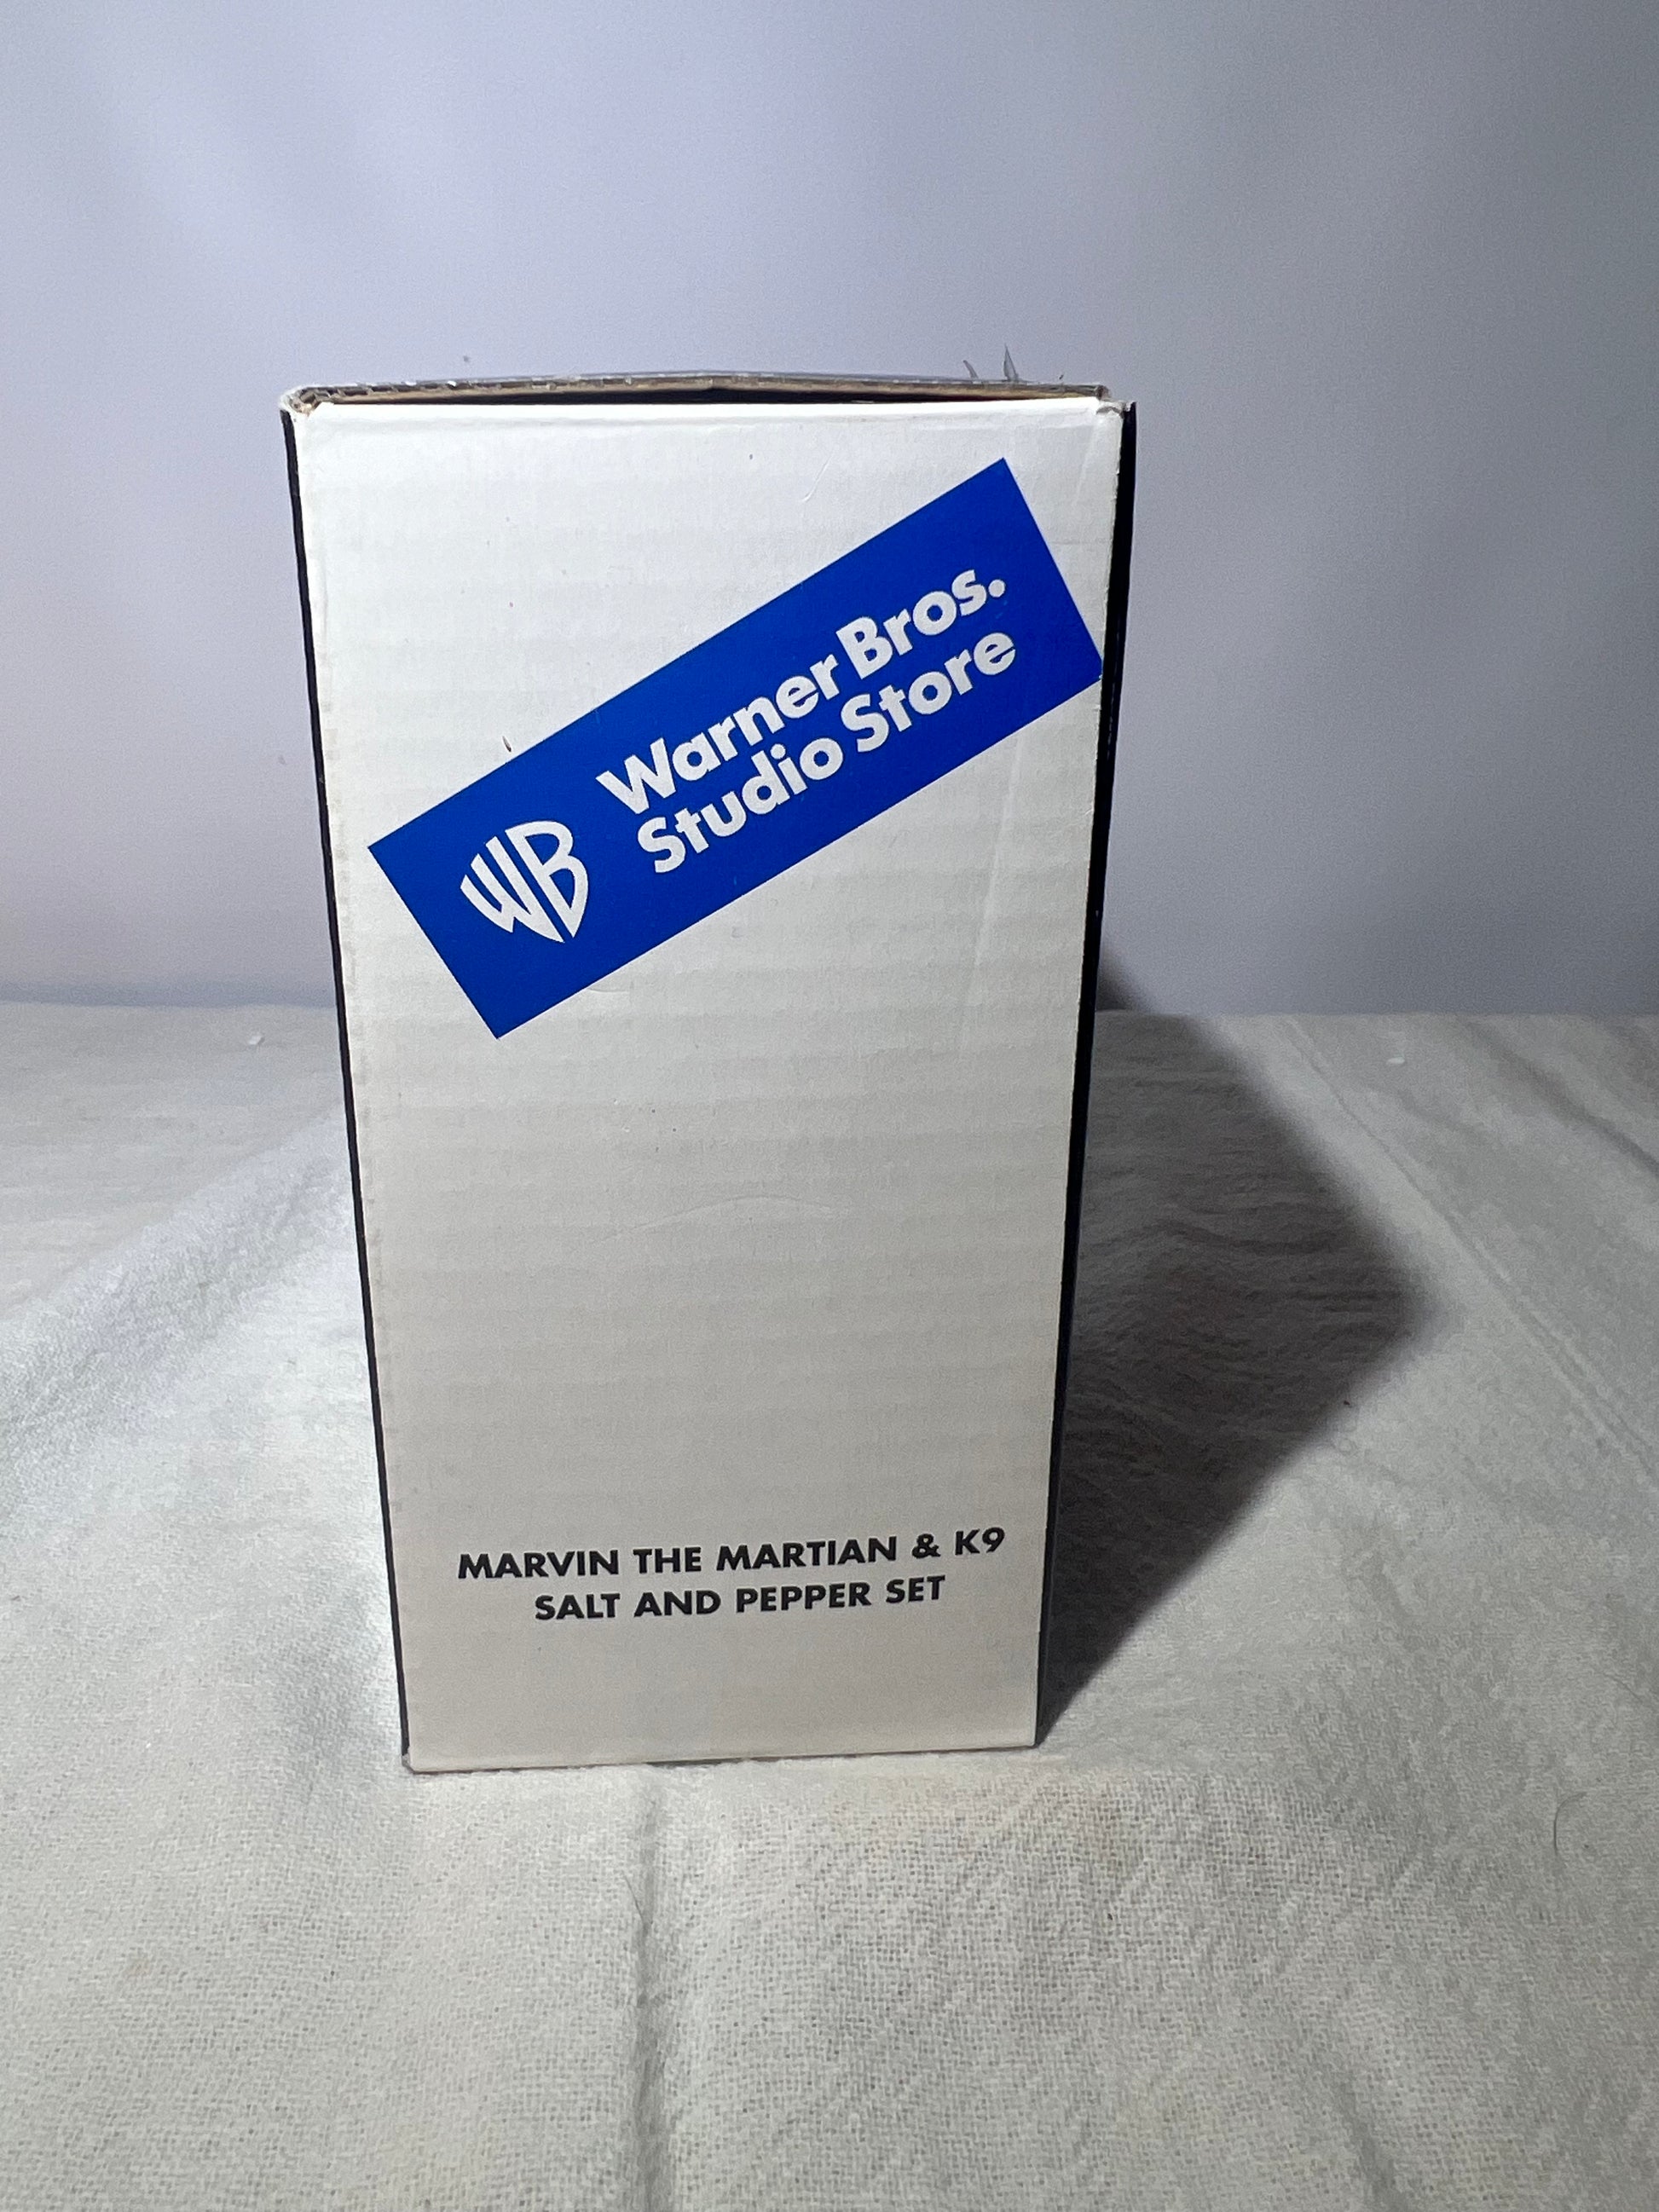 WB
Warner Bros.
Studio Store
MARVIN THE MARTIAN & K9
SALT AND PEPPER SET